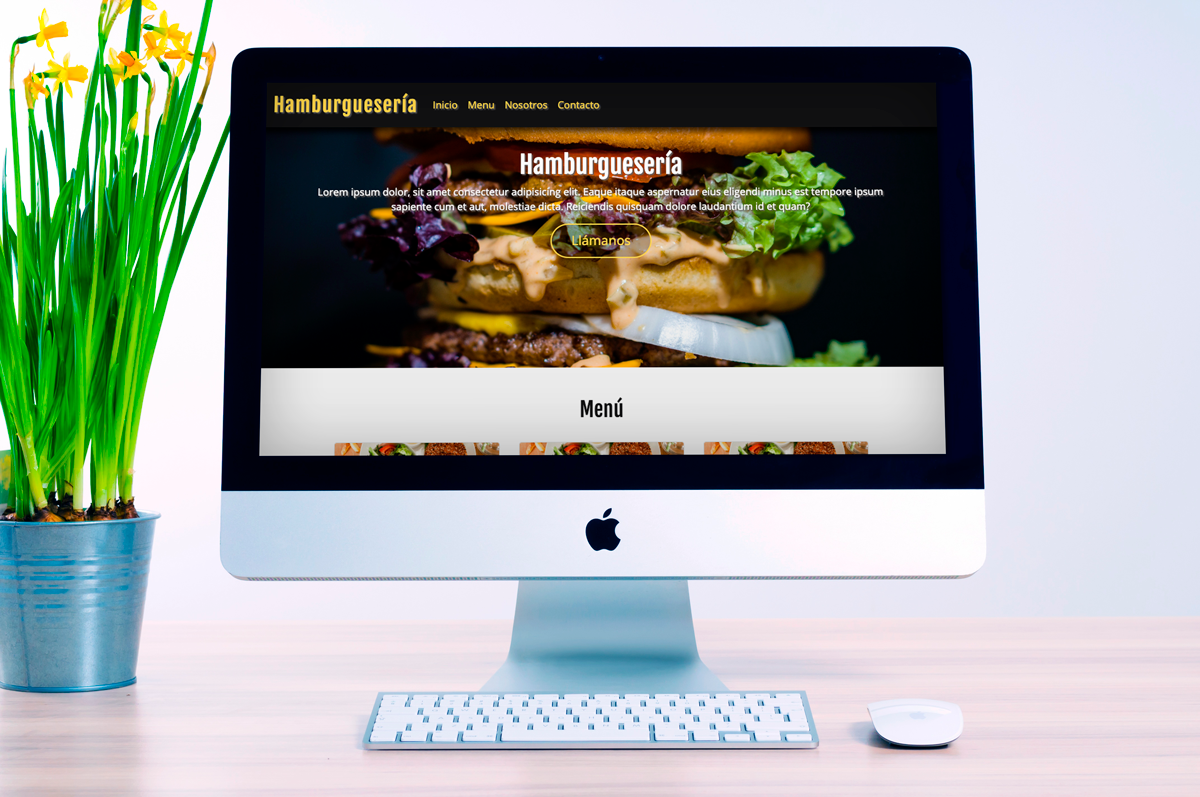 Hamburguesería
Inicio Menu Nosotros Contacto
Hamburguesería
Lorem ipsum dolor, sit amet consectetur adipisicing elit. Eaque itaque aspernatur eius eligendi minus est tempore ipsum
sapiente cum et aut, molestiae dicta. Reiciendis quisquam dolore laudantium id et quam?
Llámanos
Menú